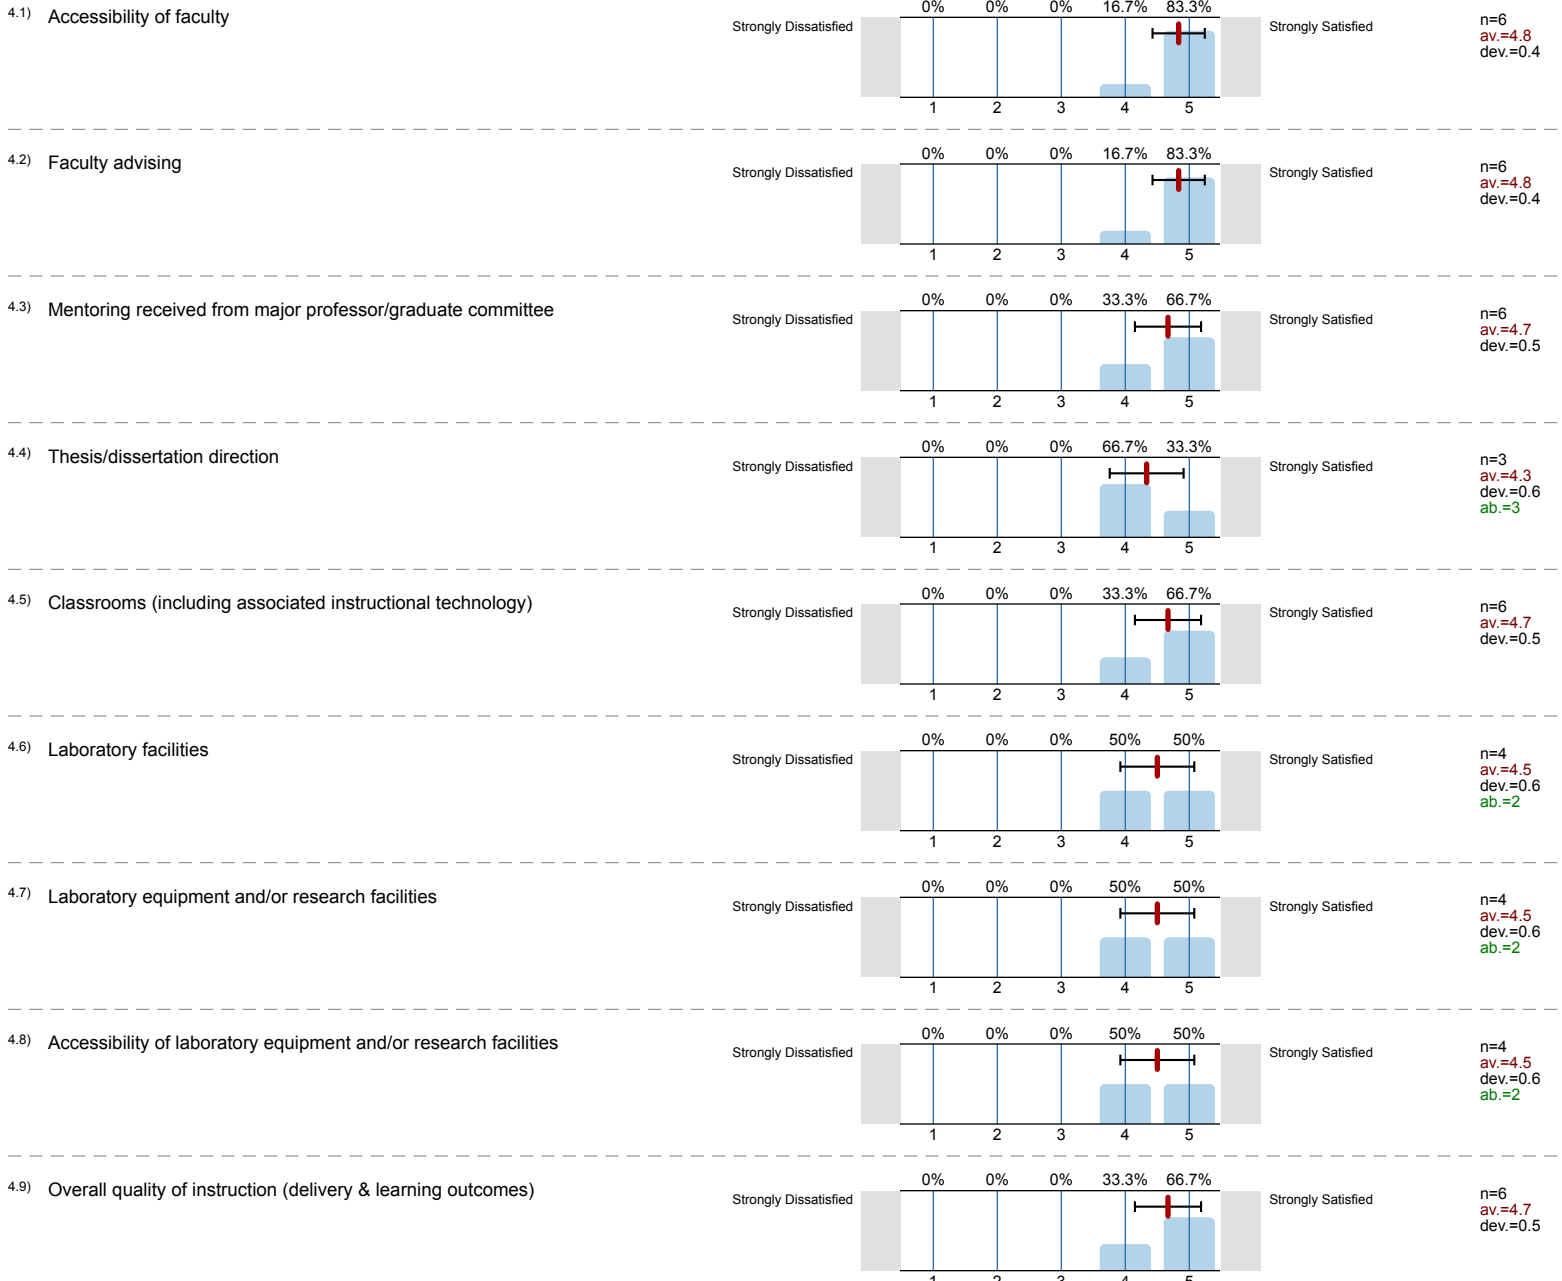 4.1) Accessibility of faculty
0% 0% 0% 16.7% 83.3%
Strongly Dissatisfied Strongly Satisfied
n=6
av.=4.8
dev.=0.4
1 2 3 4 5
4.2) Faculty advising
0% 0% 0% 16.7% 83.3%
Strongly Dissatisfied Strongly Satisfied
n=6
av.=4.8
dev.=0.4
1 2 3 4 5
4.3) Mentoring received from major professor/graduate committee
0% 0% 0% 33.3% 66.7%
Strongly Dissatisfied Strongly Satisfied
n=6
av.=4.7
dev.=0.5
1 2 3 4 5
4.4) Thesis/dissertation direction
0% 0% 0% 66.7% 33.3%
Strongly Dissatisfied Strongly Satisfied
n=3
av.=4.3
dev.=0.6
ab.=3
1 2 3 4 5
4.5) Classrooms (including associated instructional technology)
0% 0% 0% 33.3% 66.7%
Strongly Dissatisfied Strongly Satisfied
n=6
av.=4.7
dev.=0.5
1 2 3 4 5
4.6) Laboratory facilities
0% 0% 0% 50% 50%
Strongly Dissatisfied Strongly Satisfied
n=4
av.=4.5
dev.=0.6
ab.=2
1 2 3 4 5
4.7) Laboratory equipment and/or research facilities
0% 0% 0% 50% 50%
Strongly Dissatisfied Strongly Satisfied
n=4
av.=4.5
dev.=0.6
ab.=2
1 2 3 4 5
4.8) Accessibility of laboratory equipment and/or research facilities
0% 0% 0% 50% 50%
Strongly Dissatisfied Strongly Satisfied
n=4
av.=4.5
dev.=0.6
ab.=2
1 2 3 4 5
4.9) Overall quality of instruction (delivery & learning outcomes)
0% 0% 0% 33.3% 66.7%
Strongly Dissatisfied Strongly Satisfied
n=6
av.=4.7
dev.=0.5
1 2 3 4 5